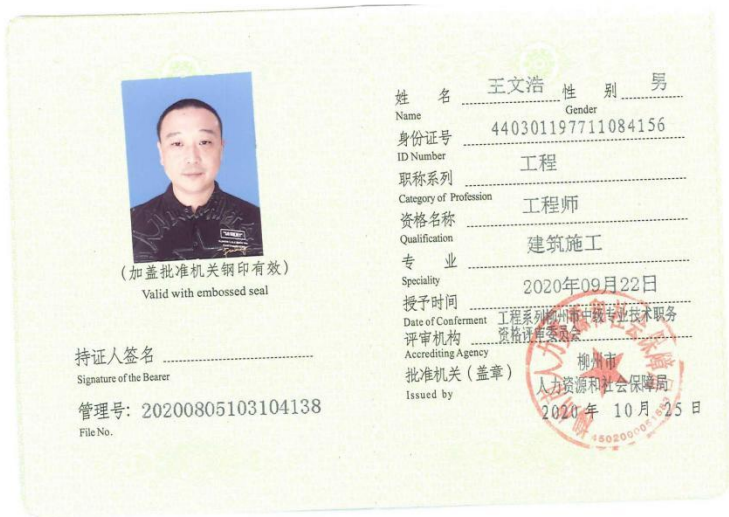 (加盖批准机关钢印有效)
Valid with embossed seal
持证人签名
Signature of the Bearer
管理号: 20200805103104138
File No.
姓 名 王文浩 性 别 男
Name Gender
身份证号 440301197711084156
ID Number
职称系列 工程
Category of Profession
资格名称 工程师
Qualification
专 业 建筑施工
Speciality
授予时间 2020年09月22日
Date of Conferment
评审机构 工程系列柳州市中级专业技术职务
资格评审委员会
Accrediting Agency
批准机关(盖章) 柳州市
Issued by 人力资源和社会保障局
2020 年 10 月 25 日